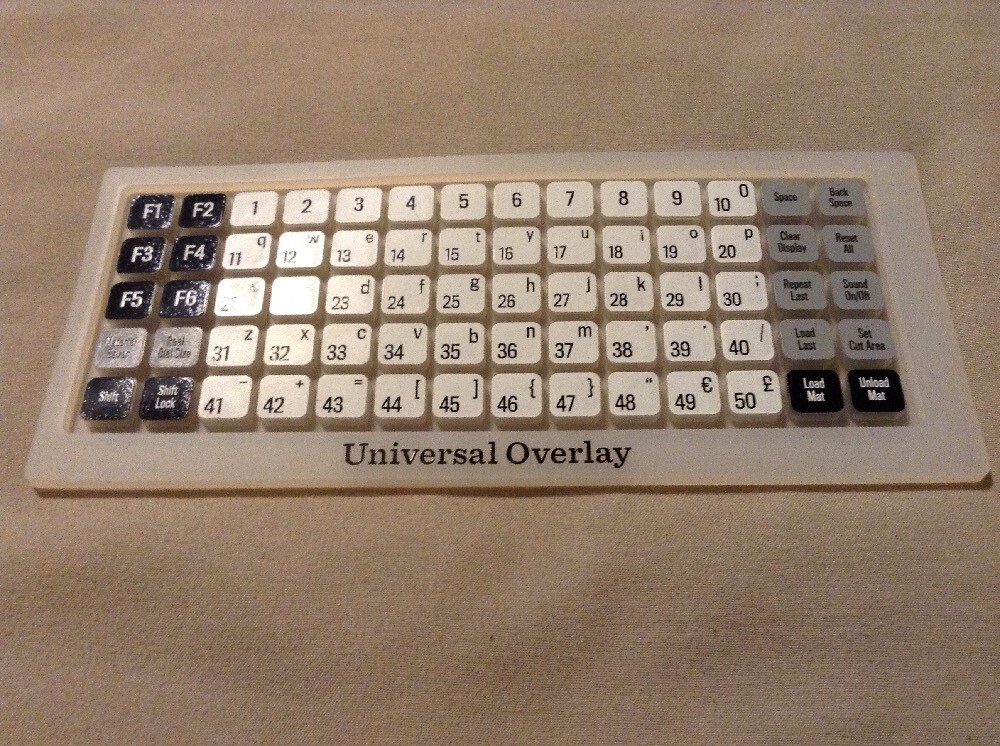 F1 F2 1 2 3 4 5 6 7 8 9 10 0 Space Back Space
F3 F4 11 q 12 w 13 e 14 r 15 t 16 y 17 u 18 i 19 o 20 p Clear Display Reset All
F5 F6 23 d 24 f 25 g 26 h 27 j 28 k 29 l 30 ; Repeat Last Sound On/Off
Real Dial Size 31 z 32 x 33 c 34 v 35 b 36 n 37 m 38 ' 39 . 40 / Load Last Set Cut Area
Shift Shift Lock 41 - 42 + 43 = 44 [ 45 ] 46 { 47 } 48 “ 49 € 50 £ Load Mat Unload Mat
Universal Overlay